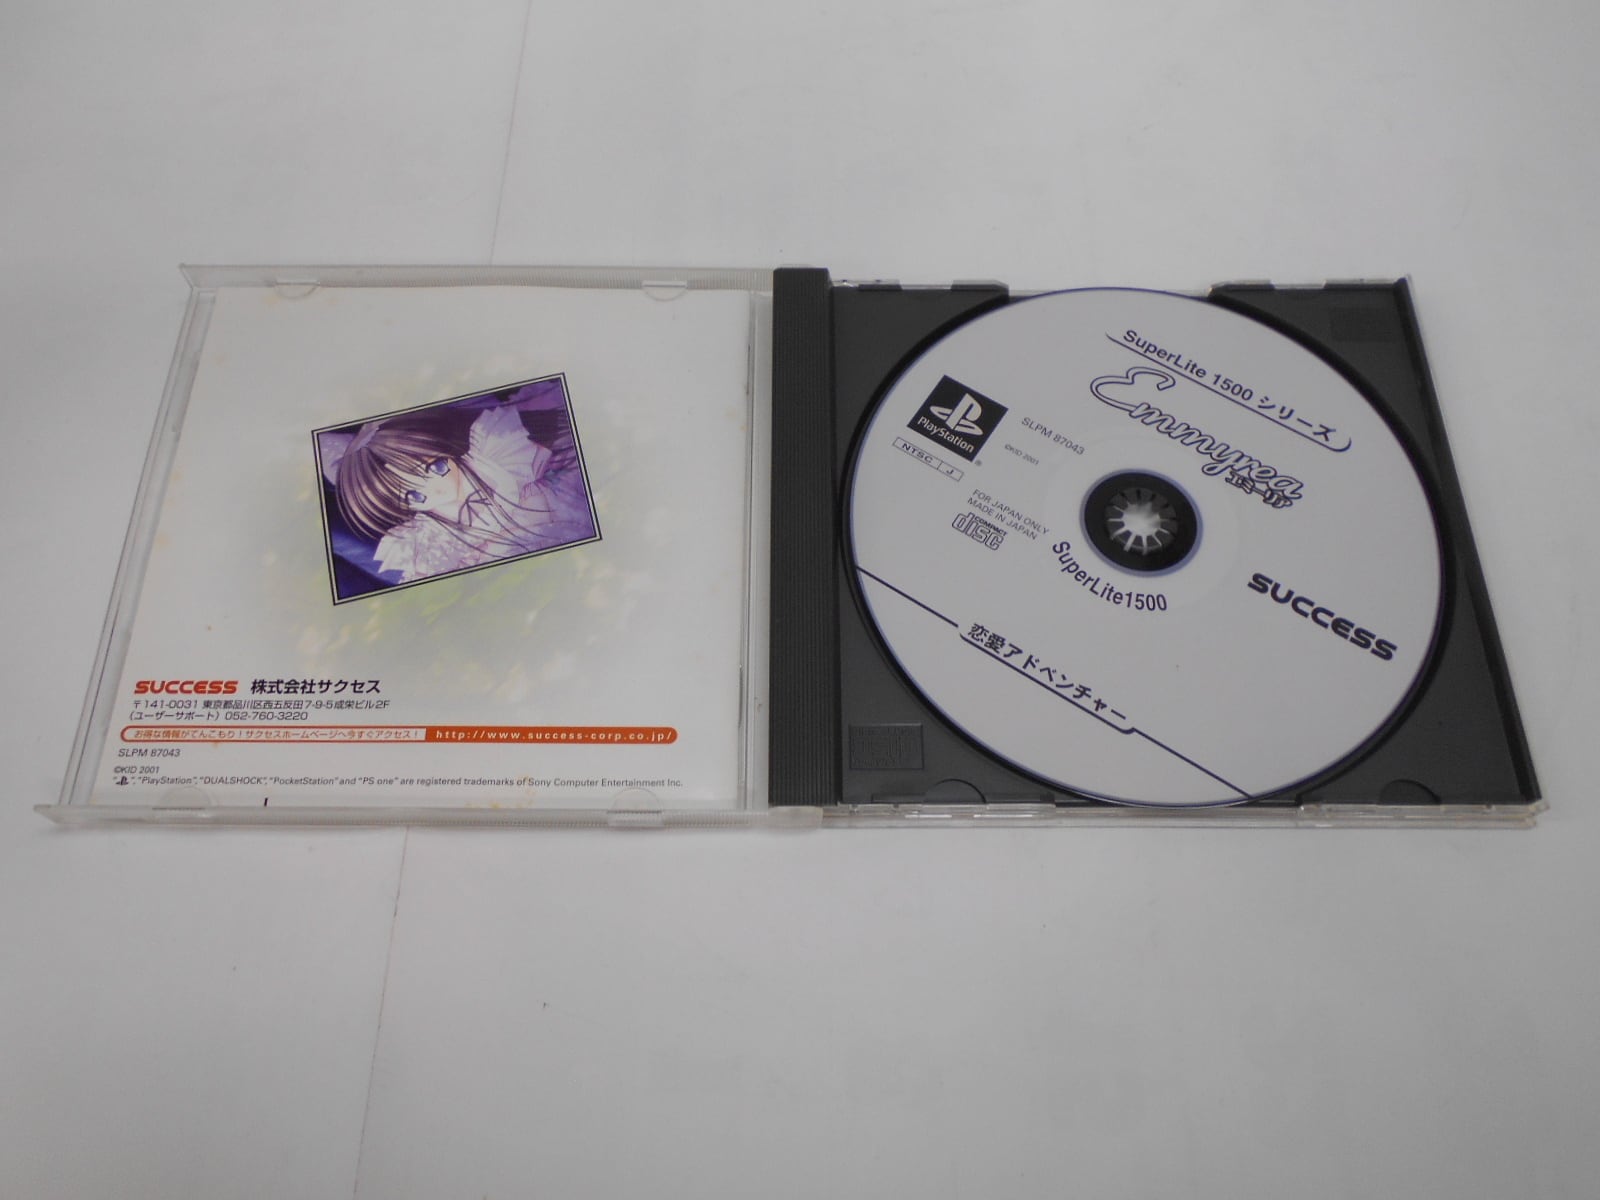 SUCCESS 株式会社サクセス
〒141-0031 東京都品川区西五反田7-9-5成栄ビル2F
(ユーザーサポート) 052-760-3220
お得な情報がてんこもり!サクセスホームページへ今すぐアクセス! http://www.success-corp.co.jp/
SLPM 87043
©KID 2001
"PlayStation", "DUALSHOCK", "PocketStation" and "PS one" are registered trademarks of Sony Computer Entertainment Inc.
SuperLite 1500 シリーズ
Emmyrea
エミーリア
PlayStation
®
NTSC J
SLPM 87043
©KID 2001
FOR JAPAN ONLY
MADE IN JAPAN
COMPACT
disc
SuperLite1500
SUCCESS
恋愛アドベンチャー